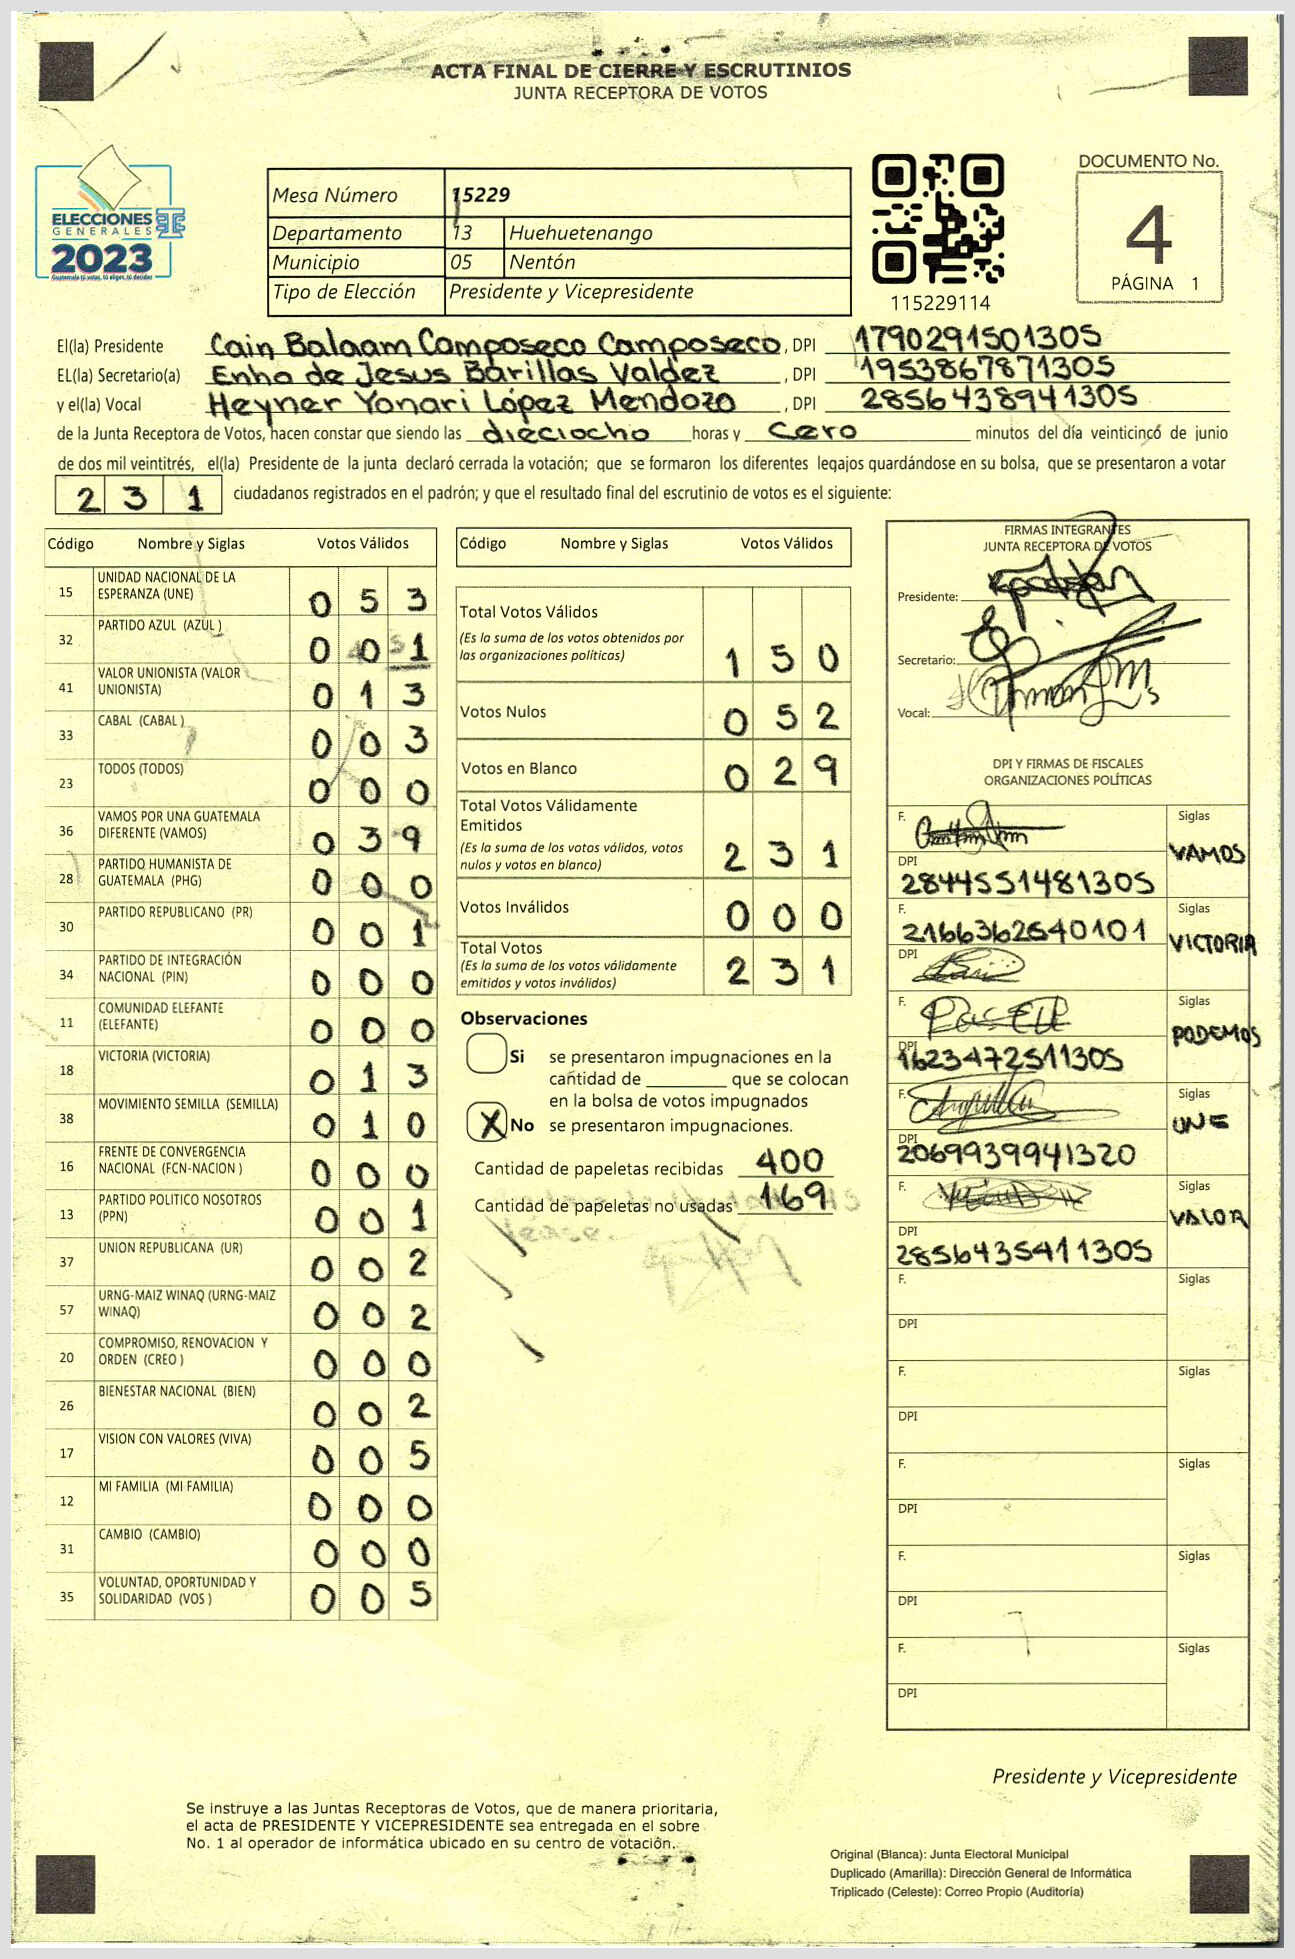 ACTA FINAL DE CIERRE Y ESCRUTINIOS
JUNTA RECEPTORA DE VOTOS
ELECCIONES
GENERALES
2023
Guatemala tú votas, tú eliges, tú decides
Mesa Número 15229
Departamento 13 Huehuetenango
Municipio 05 Nentón
Tipo de Elección Presidente y Vicepresidente
115229114
DOCUMENTO No.
4
PÁGINA 1
El(la) Presidente Cain Balaam Camposeco Camposeco, DPI 1790291501305
EL(la) Secretario(a) Enho de Jesus Barillas Valdez, DPI 1953867871305
y el(la) Vocal Heyner Yonari López Mendozo, DPI 2856438941305
de la Junta Receptora de Votos, hacen constar que siendo las dieciocho horas y cero minutos del día veinticinco de junio
de dos mil veintitrés, el(la) Presidente de la junta declaró cerrada la votación; que se formaron los diferentes legajos guardándose en su bolsa, que se presentaron a votar
2 3 1 ciudadanos registrados en el padrón; y que el resultado final del escrutinio de votos es el siguiente:
Código Nombre y Siglas Votos Válidos
15 UNIDAD NACIONAL DE LA ESPERANZA (UNE) 0 5 3
32 PARTIDO AZUL (AZUL) 0 0 1
41 VALOR UNIONISTA (VALOR UNIONISTA) 0 1 3
33 CABAL (CABAL ) 0 0 3
23 TODOS (TODOS) 0 0 0
36 VAMOS POR UNA GUATEMALA DIFERENTE (VAMOS) 0 3 9
28 PARTIDO HUMANISTA DE GUATEMALA (PHG) 0 0 0
30 PARTIDO REPUBLICANO (PR) 0 0 1
34 PARTIDO DE INTEGRACIÓN NACIONAL (PIN) 0 0 0
11 COMUNIDAD ELEFANTE (ELEFANTE) 0 0 0
18 VICTORIA (VICTORIA) 0 1 3
38 MOVIMIENTO SEMILLA (SEMILLA) 0 1 0
16 FRENTE DE CONVERGENCIA NACIONAL (FCN-NACION ) 0 0 0
13 PARTIDO POLITICO NOSOTROS (PPN) 0 0 1
37 UNION REPUBLICANA (UR) 0 0 2
57 URNG-MAIZ WINAQ (URNG-MAIZ WINAQ) 0 0 2
20 COMPROMISO, RENOVACION Y ORDEN (CREO ) 0 0 0
26 BIENESTAR NACIONAL (BIEN) 0 0 2
17 VISION CON VALORES (VIVA) 0 0 5
12 MI FAMILIA (MI FAMILIA) 0 0 0
31 CAMBIO (CAMBIO) 0 0 0
35 VOLUNTAD, OPORTUNIDAD Y SOLIDARIDAD (VOS ) 0 0 5
Código Nombre y Siglas Votos Válidos
Total Votos Válidos
(Es la suma de los votos obtenidos por
las organizaciones políticas) 1 5 0
Votos Nulos 0 5 2
Votos en Blanco 0 2 9
Total Votos Válidamente
Emitidos
(Es la suma de los votos válidos, votos
nulos y votos en blanco) 2 3 1
Votos Inválidos 0 0 0
Total Votos
(Es la suma de los votos válidamente
emitidos y votos inválidos) 2 3 1
Observaciones
Si se presentaron impugnaciones en la
cantidad de ________ que se colocan
en la bolsa de votos impugnados
X No se presentaron impugnaciones.
Cantidad de papeletas recibidas 400
Cantidad de papeletas no usadas 169
FIRMAS INTEGRANTES
JUNTA RECEPTORA DE VOTOS
Presidente:
Secretario:
Vocal:
DPI Y FIRMAS DE FISCALES
ORGANIZACIONES POLÍTICAS
F. Siglas VAMOS
DPI 2844551481305
F. 2166362540101 Siglas VICTORIA
DPI
F. Siglas PODEMOS
DPI 1623472511305
F. Siglas UNE
DPI 2069939941320
F. Siglas VALOR
DPI 2856435411305
F. Siglas
DPI
F. Siglas
DPI
F. Siglas
DPI
F. Siglas
DPI
F. Siglas
DPI
Presidente y Vicepresidente
Se instruye a las Juntas Receptoras de Votos, que de manera prioritaria,
el acta de PRESIDENTE Y VICEPRESIDENTE sea entregada en el sobre
No. 1 al operador de informática ubicado en su centro de votación.
Original (Blanca): Junta Electoral Municipal
Duplicado (Amarilla): Dirección General de Informática
Triplicado (Celeste): Correo Propio (Auditoría)